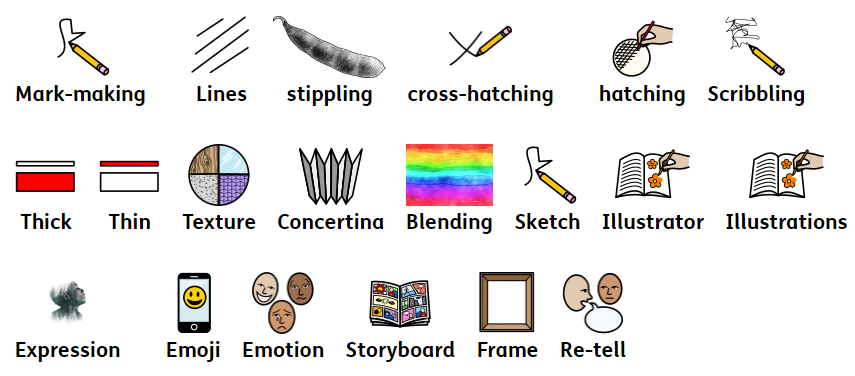 Mark-making Lines stippling cross-hatching hatching Scribbling
Thick Thin Texture Concertina Blending Sketch Illustrator Illustrations
Expression Emoji Emotion Storyboard Frame Re-tell